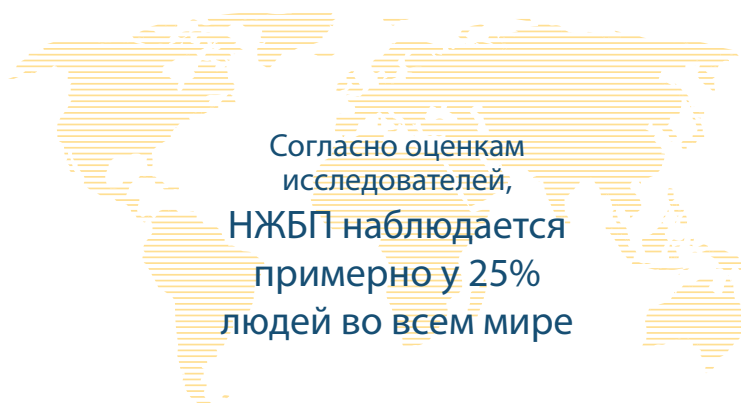 Согласно оценкам
исследователей,
НЖБП наблюдается
примерно у 25%
людей во всем мире